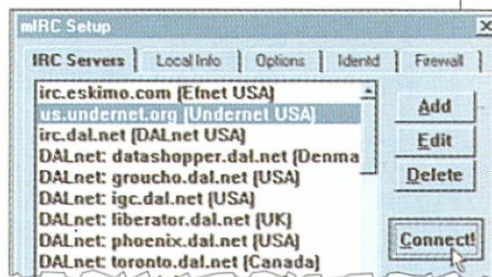 mIRC Setup
IRC Servers Local Info Options Identd Firewall
irc.eskimo.com (Efnet USA)
us.undernet.org (Undernet USA)
irc.dal.net (DALnet USA)
DALnet: datashopper.dal.net (Denma
DALnet: groucho.dal.net (USA)
DALnet: igc.dal.net (USA)
DALnet: liberator.dal.net (UK)
DALnet: phoenix.dal.net (USA)
DALnet: toronto.dal.net (Canada)
Add
Edit
Delete
Connect!